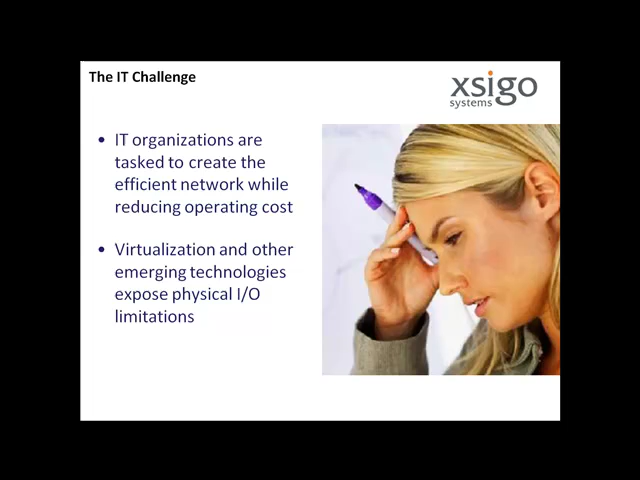 The IT Challenge
xsigo
systems
• IT organizations are
tasked to create the
efficient network while
reducing operating cost
• Virtualization and other
emerging technologies
expose physical I/O
limitations